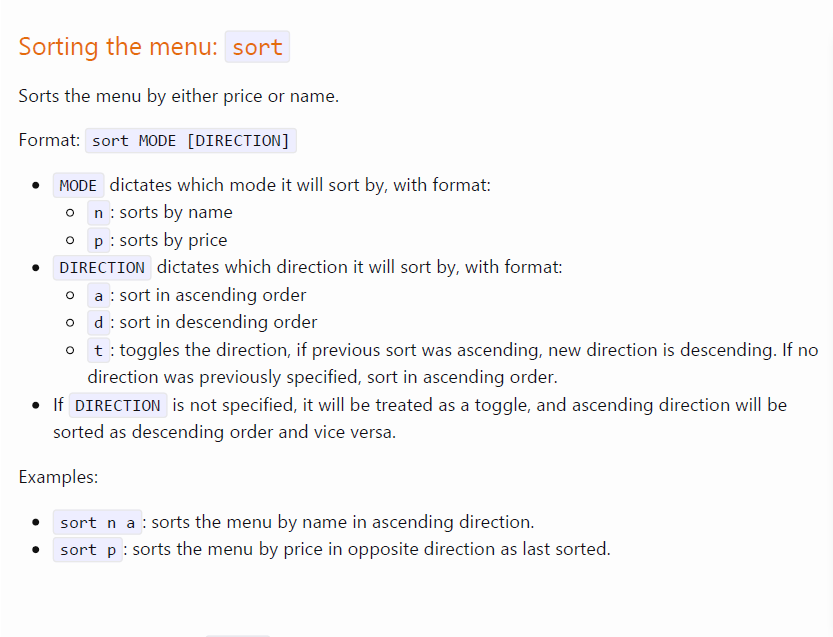 Sorting the menu: sort
Sorts the menu by either price or name.
Format: sort MODE [DIRECTION]
MODE dictates which mode it will sort by, with format:
n : sorts by name
p : sorts by price
DIRECTION dictates which direction it will sort by, with format:
a : sort in ascending order
d : sort in descending order
t : toggles the direction, if previous sort was ascending, new direction is descending. If no
direction was previously specified, sort in ascending order.
If DIRECTION is not specified, it will be treated as a toggle, and ascending direction will be
sorted as descending order and vice versa.
Examples:
sort n a : sorts the menu by name in ascending direction.
sort p : sorts the menu by price in opposite direction as last sorted.